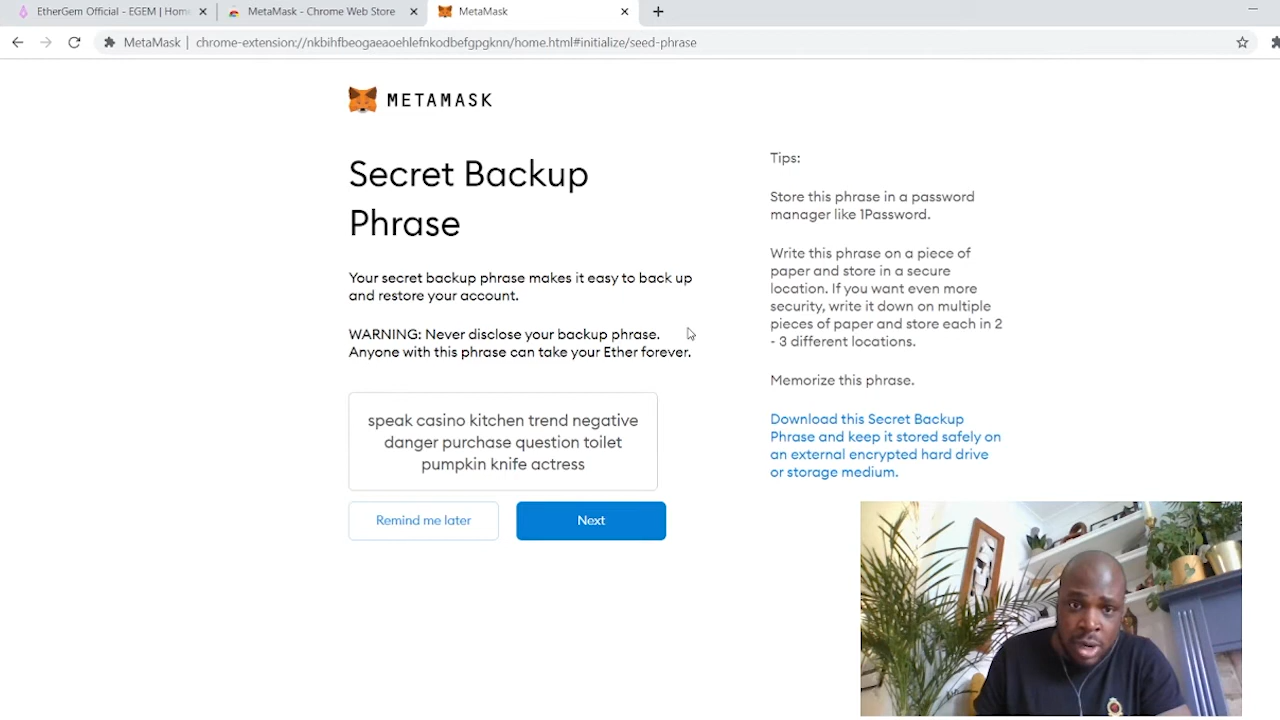 EtherGem Official - EGEM | Home
MetaMask - Chrome Web Store
MetaMask
MetaMask | chrome-extension://nkbihfbeogaeaoehlefnkodbefgpgknn/home.html#initialize/seed-phrase
METAMASK
Secret Backup
Phrase
Your secret backup phrase makes it easy to back up
and restore your account.
WARNING: Never disclose your backup phrase.
Anyone with this phrase can take your Ether forever.
speak casino kitchen trend negative
danger purchase question toilet
pumpkin knife actress
Remind me later
Next
Tips:
Store this phrase in a password
manager like 1Password.
Write this phrase on a piece of
paper and store in a secure
location. If you want even more
security, write it down on multiple
pieces of paper and store each in 2
- 3 different locations.
Memorize this phrase.
Download this Secret Backup
Phrase and keep it stored safely on
an external encrypted hard drive
or storage medium.